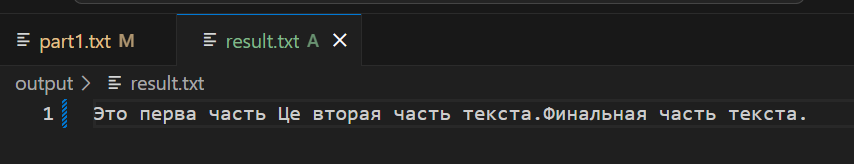 part1.txt M result.txt A
output > result.txt
1 Это перва часть Це вторая часть текста.Финальная часть текста.